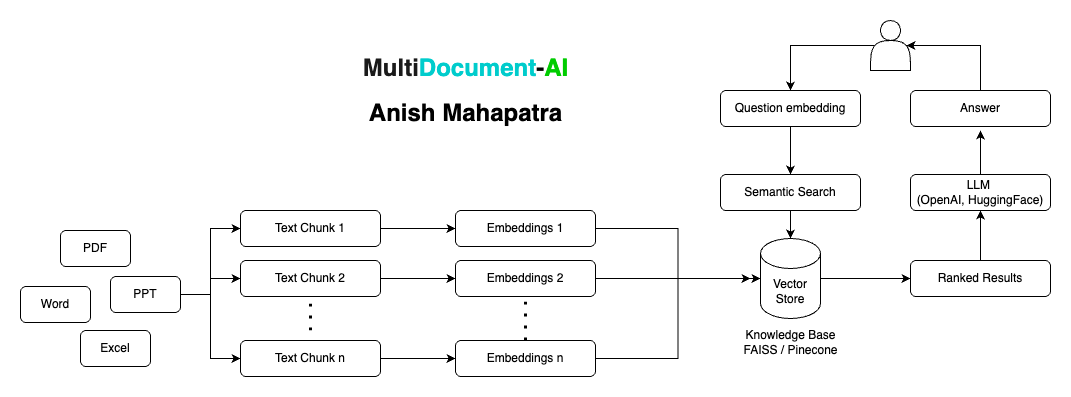 MultiDocument-AI
Anish Mahapatra
Question embedding
Answer
Semantic Search
LLM
(OpenAI, HuggingFace)
PDF
Word
PPT
Excel
Text Chunk 1
Embeddings 1
Text Chunk 2
Embeddings 2
Text Chunk n
Embeddings n
Vector
Store
Ranked Results
Knowledge Base
FAISS / Pinecone